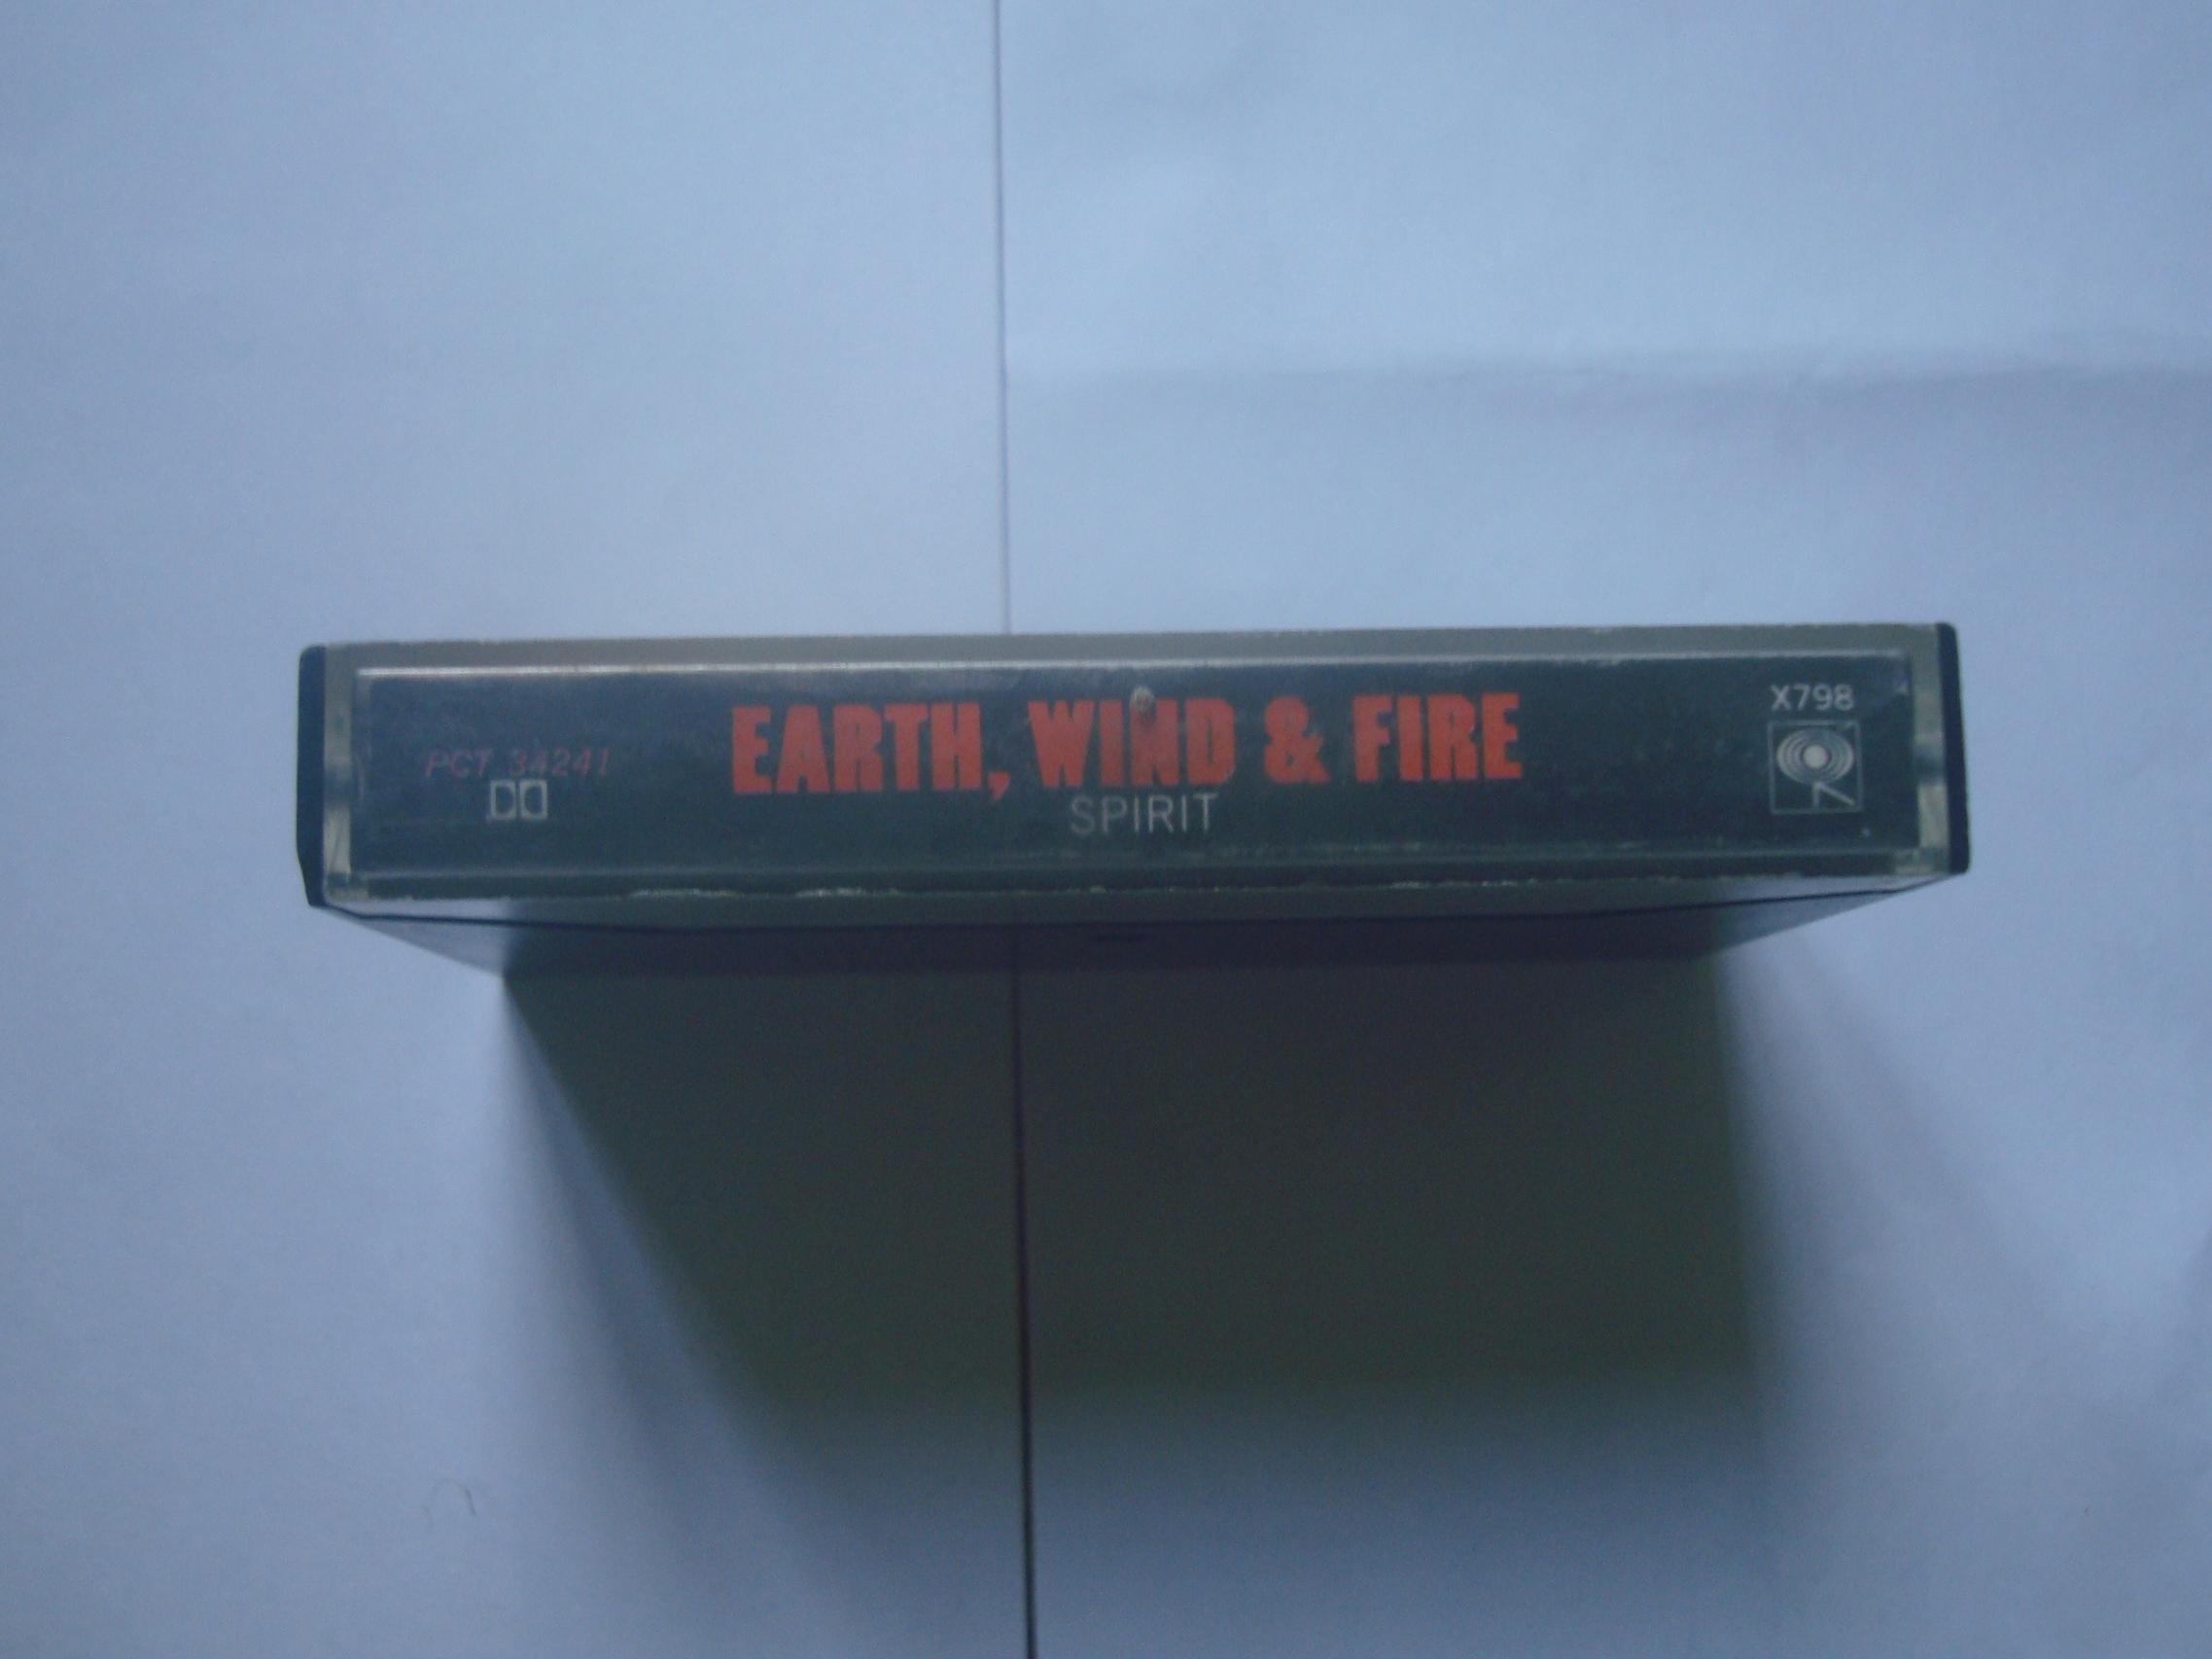 PCT 34241
EARTH, WIND & FIRE
SPIRIT
X798